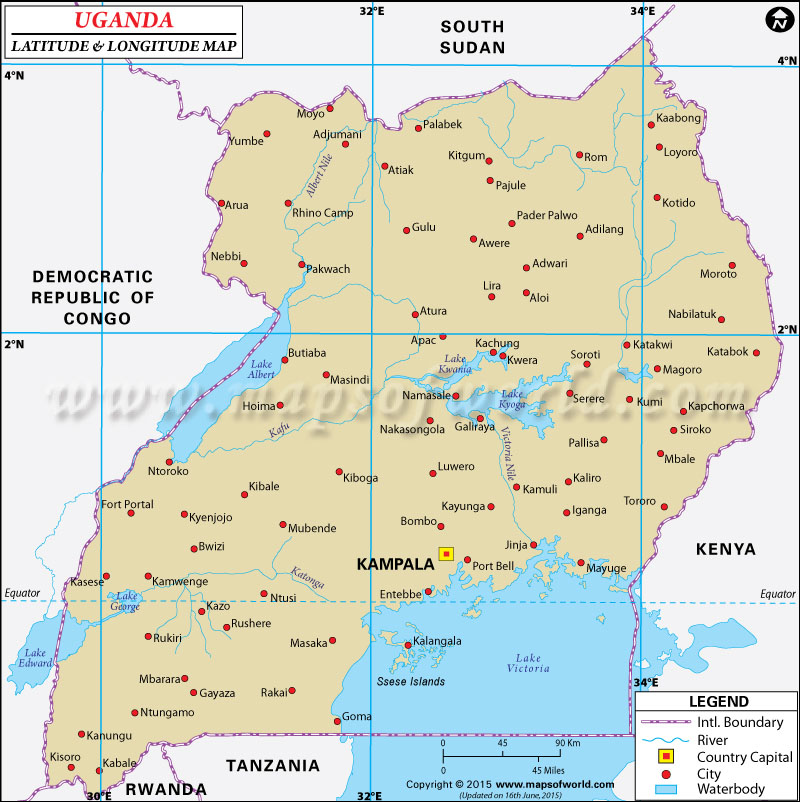 UGANDA
LATITUDE & LONGITUDE MAP
32°E
34°E
N
SOUTH
SUDAN
4°N
4°N
Moyo
Yumbe
Adjumani
Palabek
Kaabong
Loyoro
Kitgum
Rom
Atiak
Albert Nile
Pajule
Arua
Rhino Camp
Kotido
Pader Palwo
Gulu
Adilang
Awere
Nebbi
Pakwach
Adwari
Moroto
DEMOCRATIC
REPUBLIC OF
CONGO
Lira
Aloi
Atura
Nabilatuk
2°N
2°N
Apac
Kachung
Katakwi
Butiaba
Lake
Albert
Lake
Kwania
Kwera
Soroti
Katabok
Magoro
Masindi
www.mapsofworld.com
Namasale
Lake
Kyoga
Serere
Kumi
Kapchorwa
Hoima
Kafu
Nakasongola
Galiraya
Siroko
Pallisa
Victoria Nile
Mbale
Ntoroko
Kiboga
Luwero
Kaliro
Kamuli
Kibale
Fort Portal
Kyenjojo
Kayunga
Iganga
Tororo
Mubende
Bombo
Bwizi
Jinja
KENYA
KAMPALA
Port Bell
Mayuge
Kasese
Kamwenge
Katonga
Equator
Lake
George
Ntusi
Entebbe
Equator
Kazo
Rushere
Rukiri
Masaka
Kalangala
Lake
Edward
Lake
Victoria
Mbarara
Ssese Islands
34°E
Gayaza
Rakai
LEGEND
Ntungamo
Goma
Intl. Boundary
Kanungu
River
Kisoro
Kabale
0 45 90 Km
Country Capital
TANZANIA
0 45 Miles
City
RWANDA
30°E
32°E
Copyright © 2015 www.mapsofworld.com
(Updated on 16th June, 2015)
Waterbody